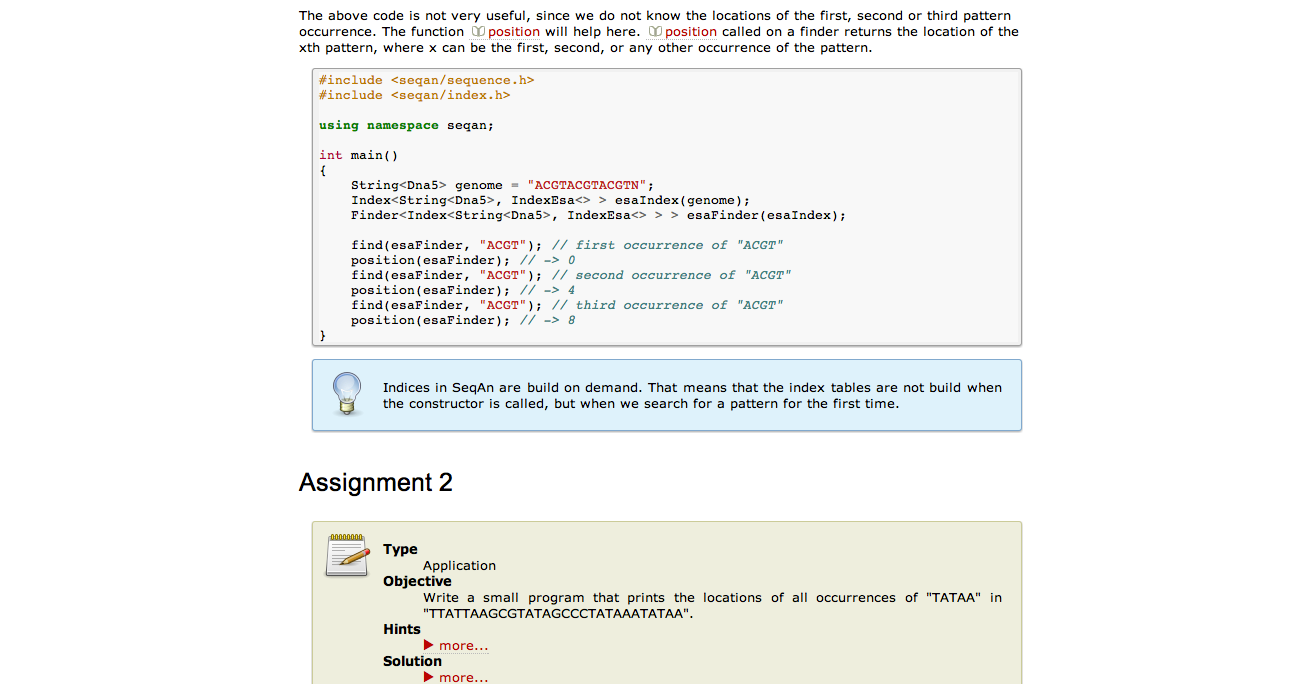 The above code is not very useful, since we do not know the locations of the first, second or third pattern
occurrence. The function position will help here. position called on a finder returns the location of the
xth pattern, where x can be the first, second, or any other occurrence of the pattern.
#include <seqan/sequence.h>
#include <seqan/index.h>
using namespace seqan;
int main()
{
String<Dna5> genome = "ACGTACGTACGTN";
Index<String<Dna5>, IndexEsa<> > esaIndex(genome);
Finder<Index<String<Dna5>, IndexEsa<> > > esaFinder(esaIndex);
find(esaFinder, "ACGT"); // first occurrence of "ACGT"
position(esaFinder); // -> 0
find(esaFinder, "ACGT"); // second occurrence of "ACGT"
position(esaFinder); // -> 4
find(esaFinder, "ACGT"); // third occurrence of "ACGT"
position(esaFinder); // -> 8
}
Indices in SeqAn are build on demand. That means that the index tables are not build when
the constructor is called, but when we search for a pattern for the first time.
Assignment 2
Type
Application
Objective
Write a small program that prints the locations of all occurrences of "TATAA" in
"TTATTAAGCGTATAGCCCTATAAATATAA".
Hints
more...
Solution
more...